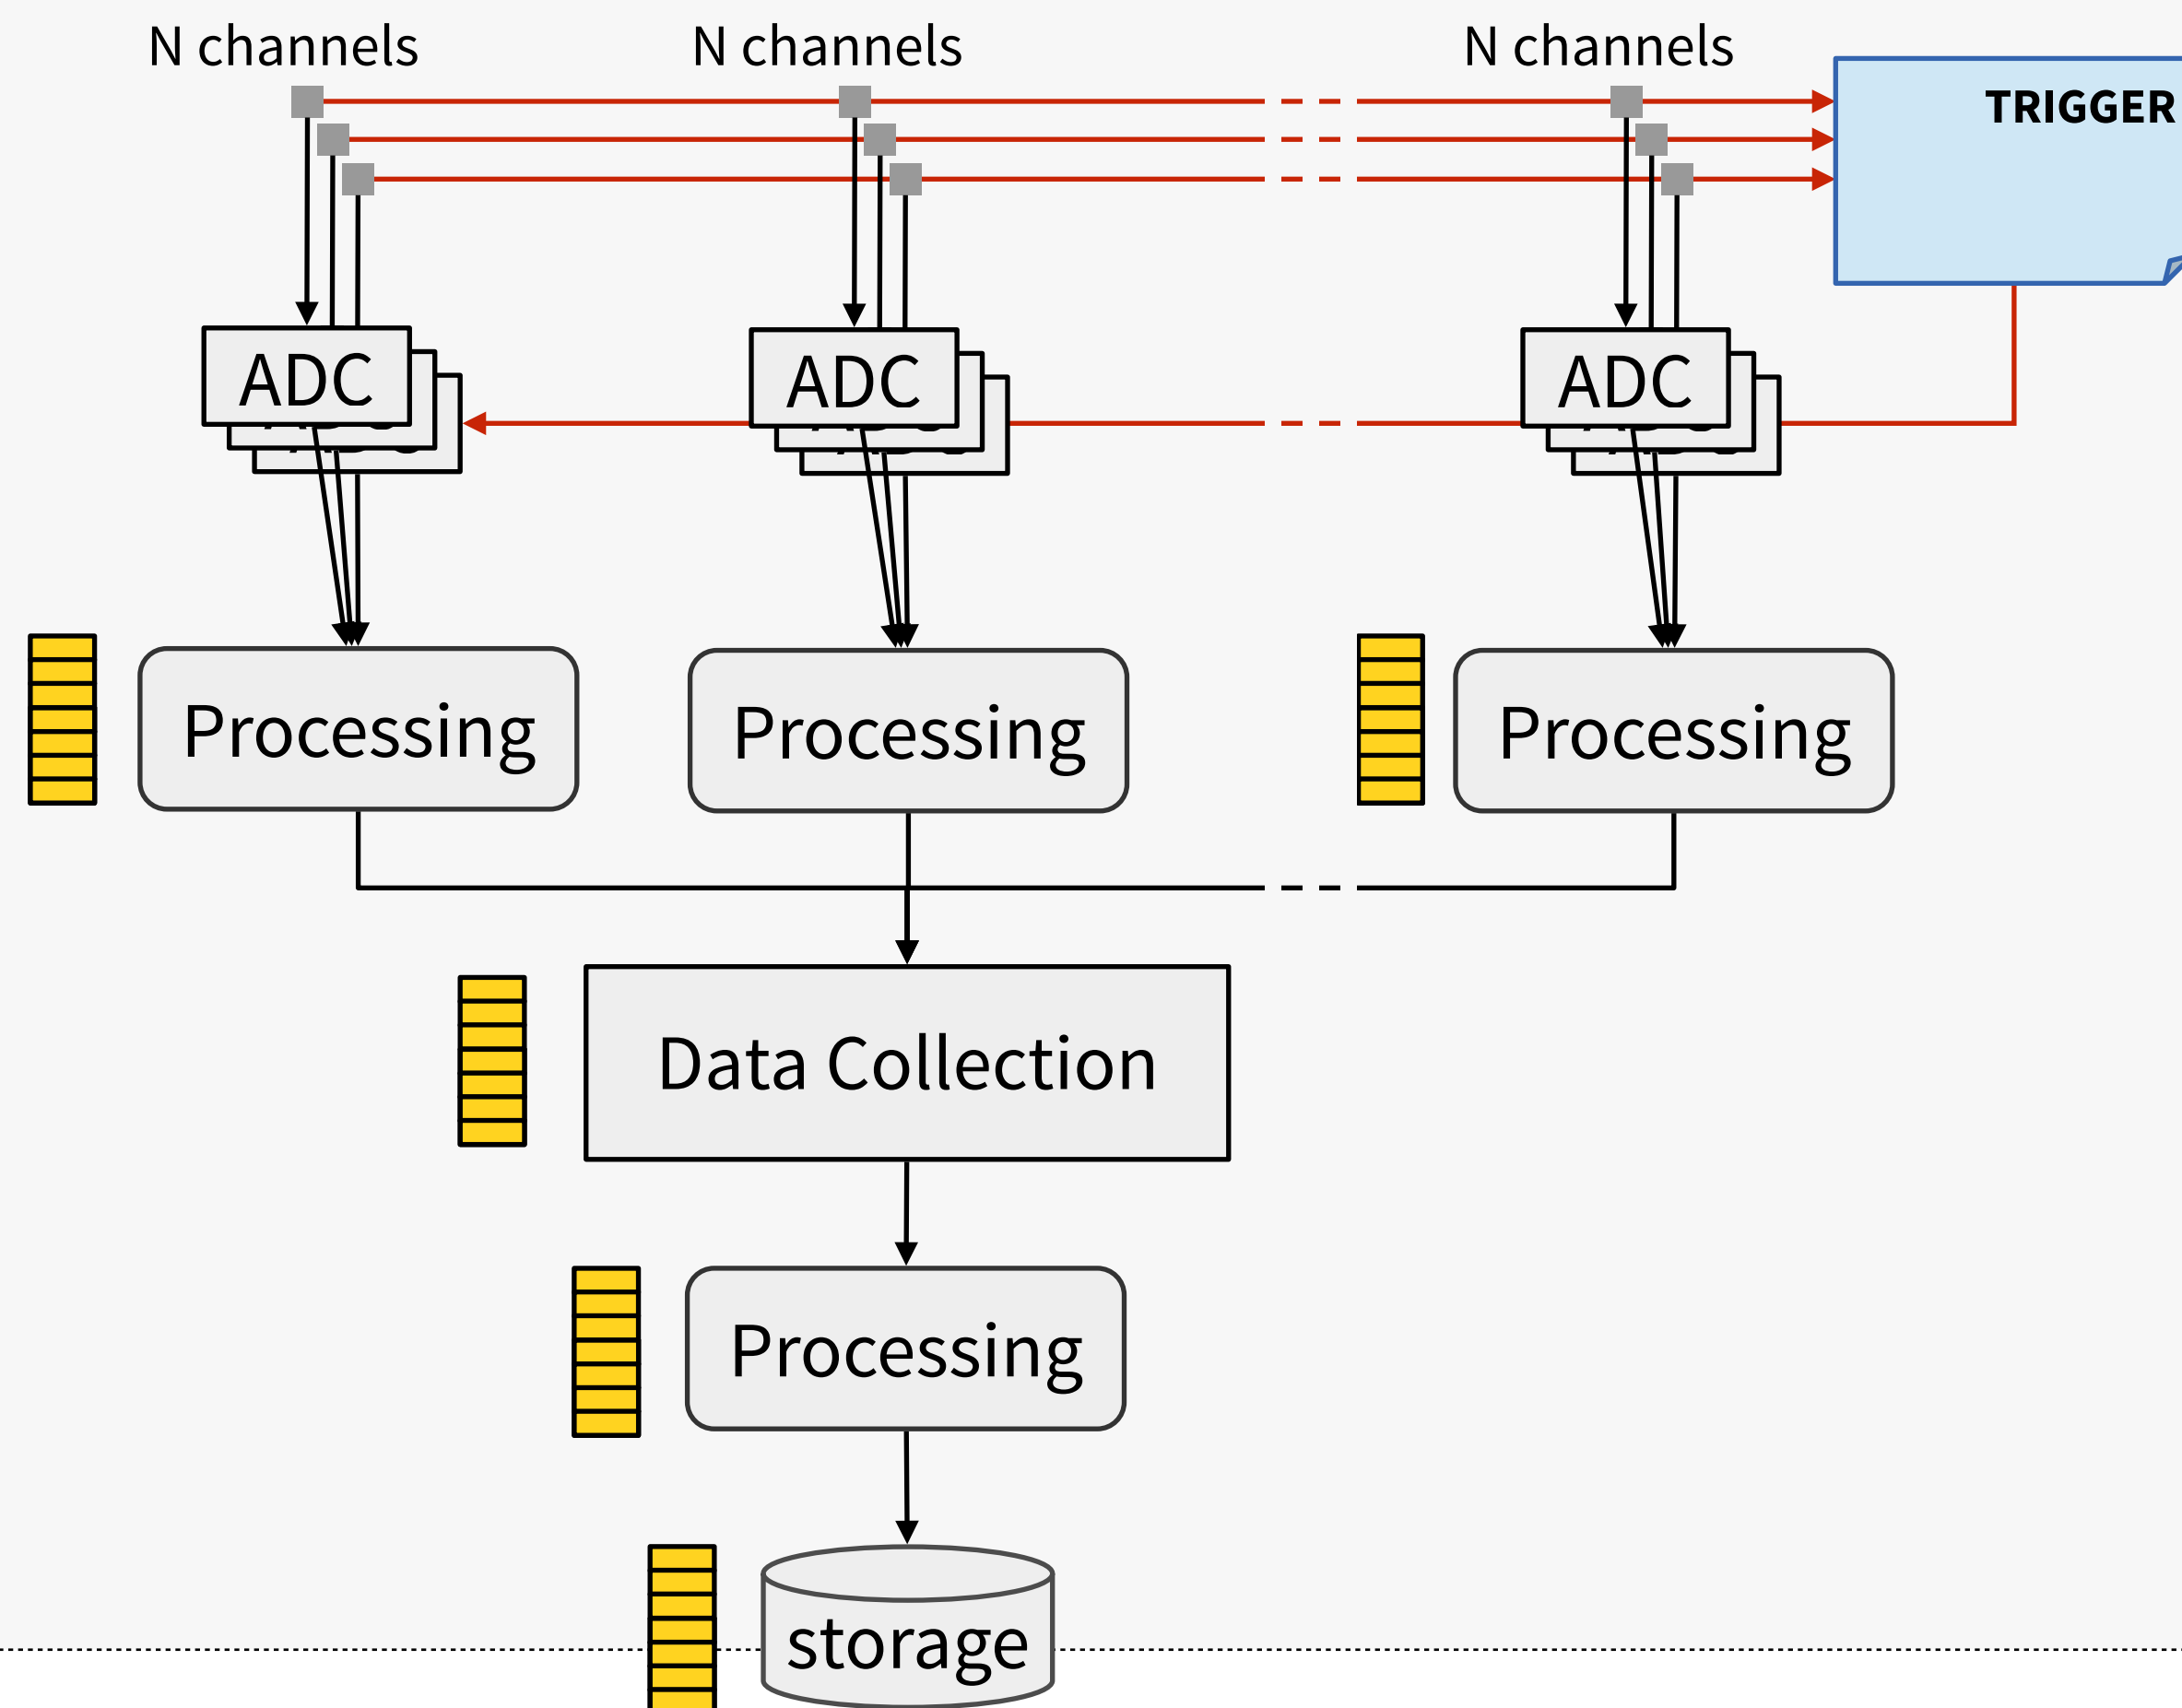 N channels N channels N channels
TRIGGER
ADC ADC ADC
Processing Processing Processing
Data Collection
Processing
storage